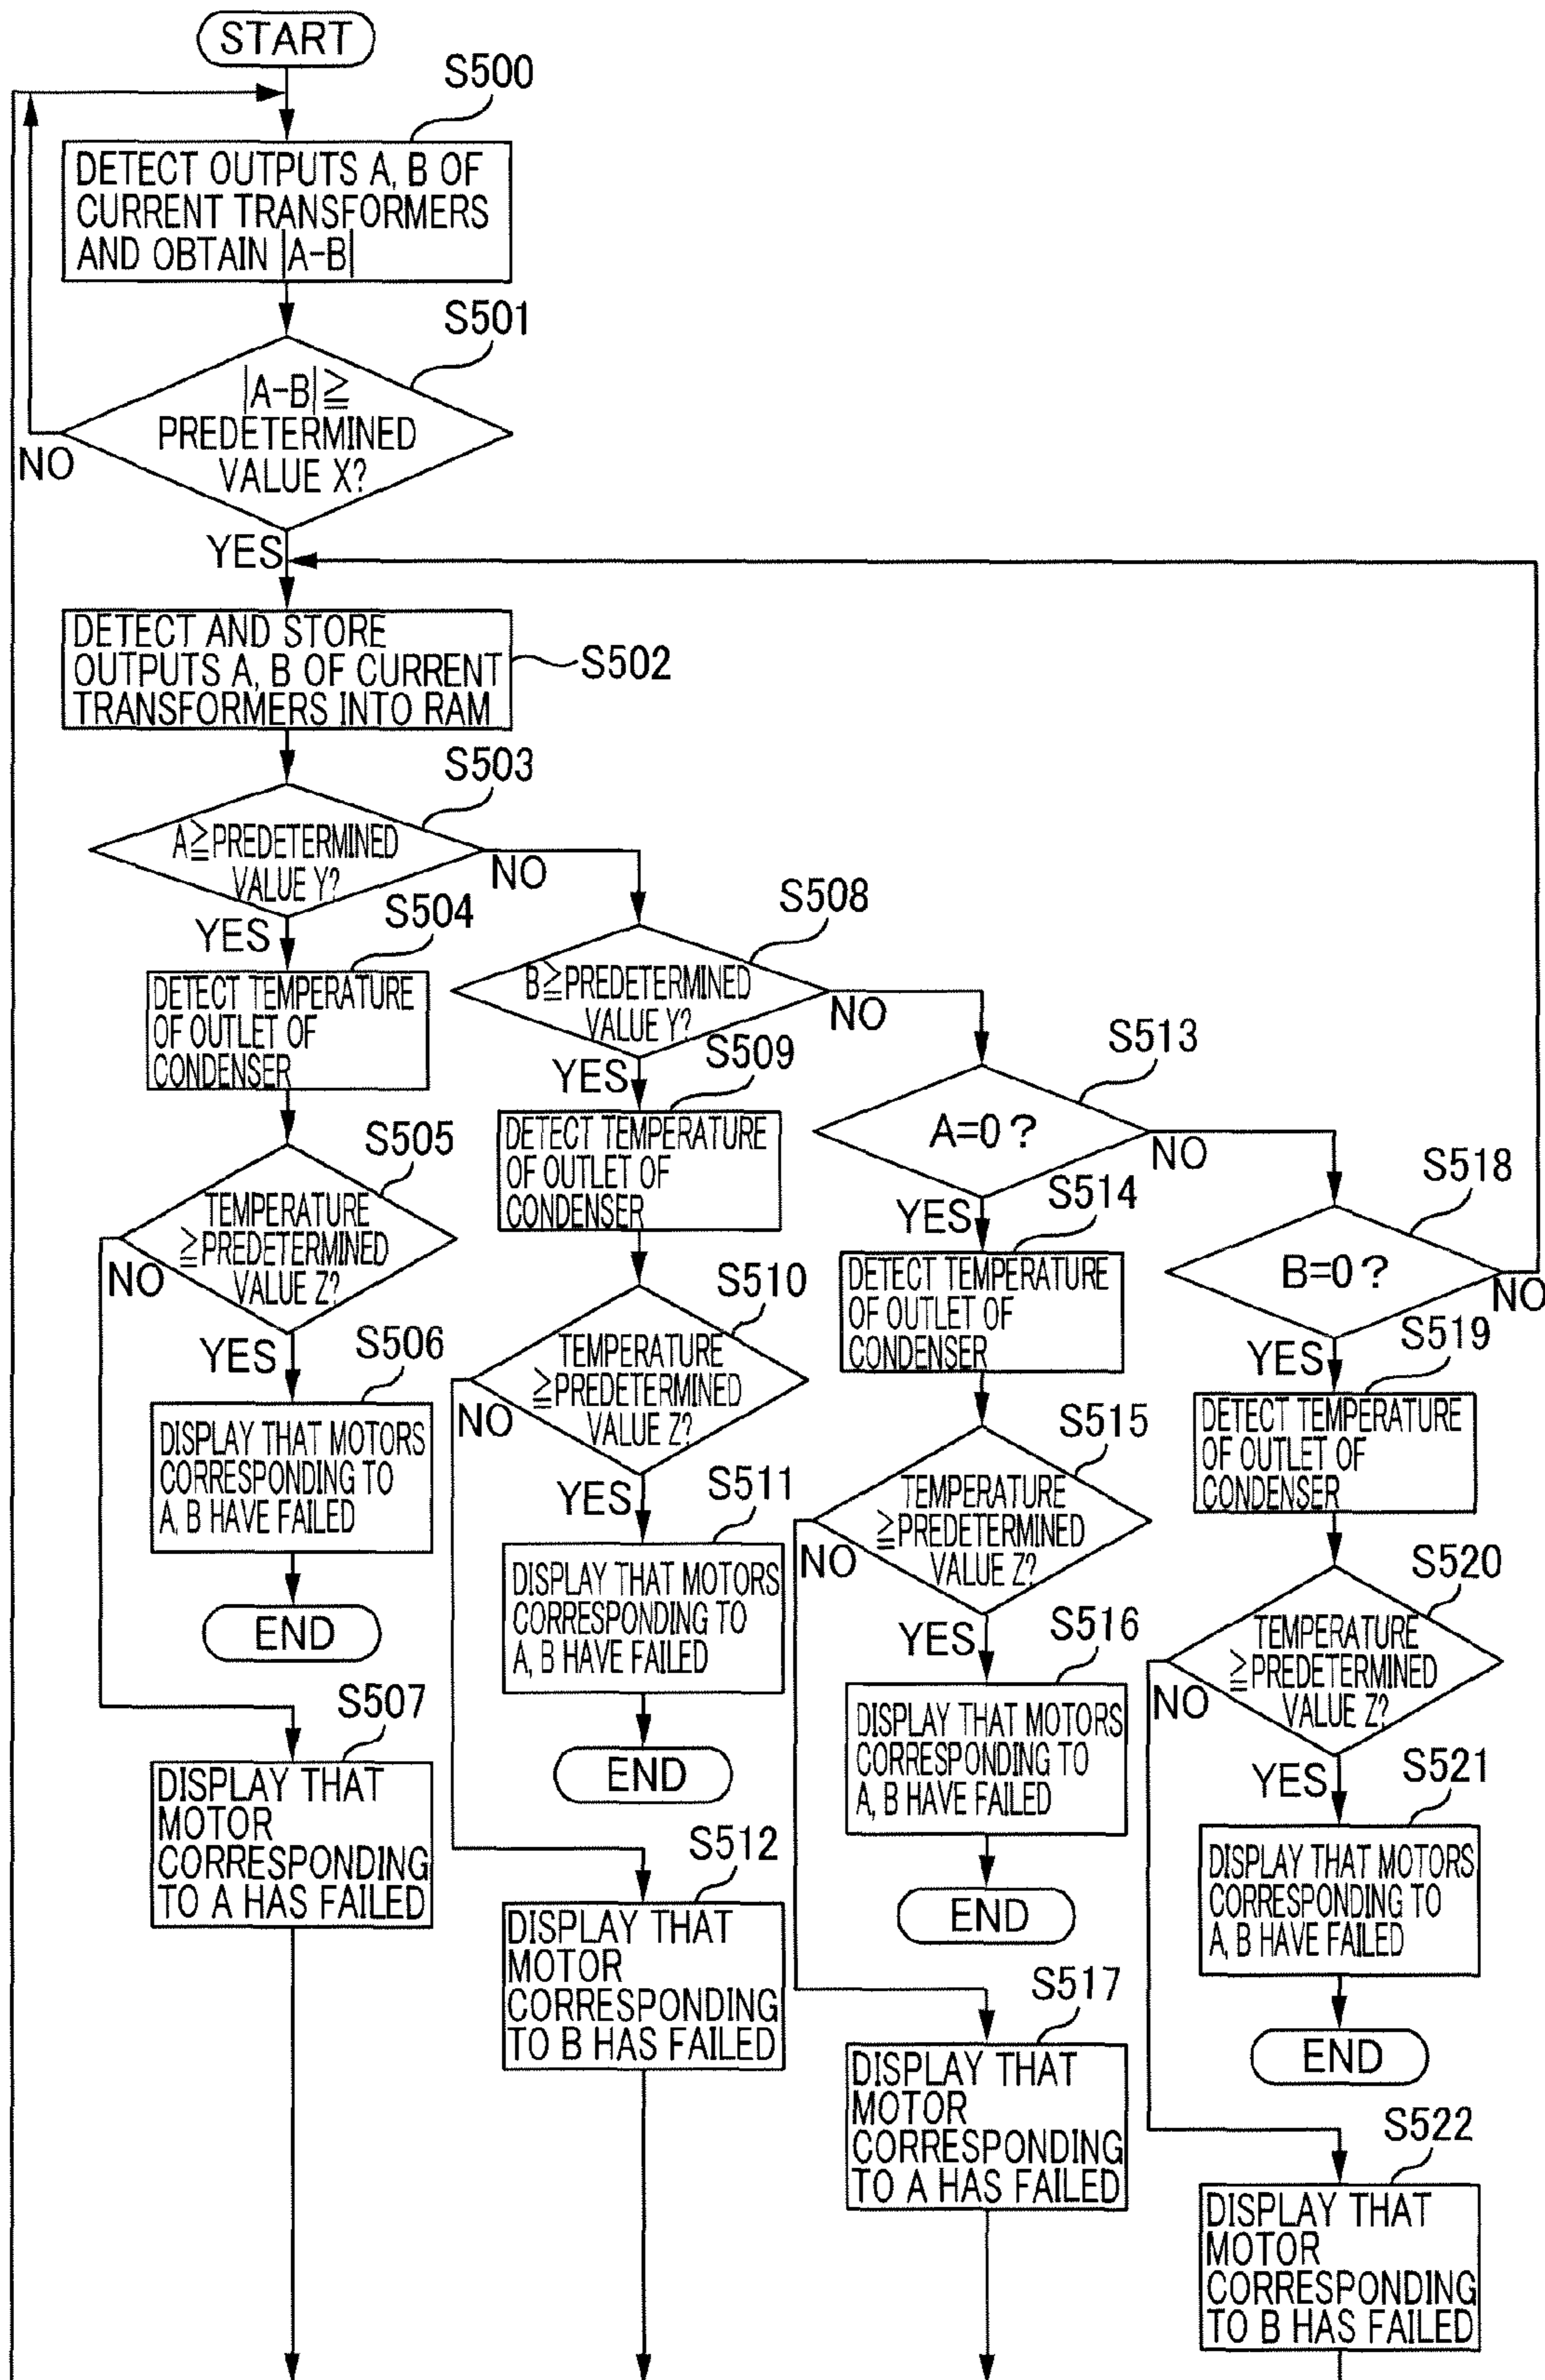 START
S500
DETECT OUTPUTS A, B OF
CURRENT TRANSFORMERS
AND OBTAIN |A-B|
S501
|A-B| ≧
PREDETERMINED
VALUE X?
NO
YES
DETECT AND STORE
OUTPUTS A, B OF CURRENT
TRANSFORMERS INTO RAM
S502
S503
A≧PREDETERMINED
VALUE Y?
NO
YES
S504
DETECT TEMPERATURE
OF OUTLET OF
CONDENSER
S505
TEMPERATURE
≧PREDETERMINED
VALUE Z?
NO
YES
S506
DISPLAY THAT MOTORS
CORRESPONDING TO
A, B HAVE FAILED
END
S507
DISPLAY THAT
MOTOR
CORRESPONDING
TO A HAS FAILED
S508
B≧PREDETERMINED
VALUE Y?
NO
YES
S509
DETECT TEMPERATURE
OF OUTLET OF
CONDENSER
S510
TEMPERATURE
≧PREDETERMINED
VALUE Z?
NO
YES
S511
DISPLAY THAT MOTORS
CORRESPONDING TO
A, B HAVE FAILED
END
S512
DISPLAY THAT
MOTOR
CORRESPONDING
TO B HAS FAILED
S513
A=0 ?
NO
YES
S514
DETECT TEMPERATURE
OF OUTLET OF
CONDENSER
S515
TEMPERATURE
≧PREDETERMINED
VALUE Z?
NO
YES
S516
DISPLAY THAT MOTORS
CORRESPONDING TO
A, B HAVE FAILED
END
S517
DISPLAY THAT
MOTOR
CORRESPONDING
TO A HAS FAILED
S518
B=0 ?
NO
YES
S519
DETECT TEMPERATURE
OF OUTLET OF
CONDENSER
S520
TEMPERATURE
≧PREDETERMINED
VALUE Z?
NO
YES
S521
DISPLAY THAT MOTORS
CORRESPONDING TO
A, B HAVE FAILED
END
S522
DISPLAY THAT
MOTOR
CORRESPONDING
TO B HAS FAILED